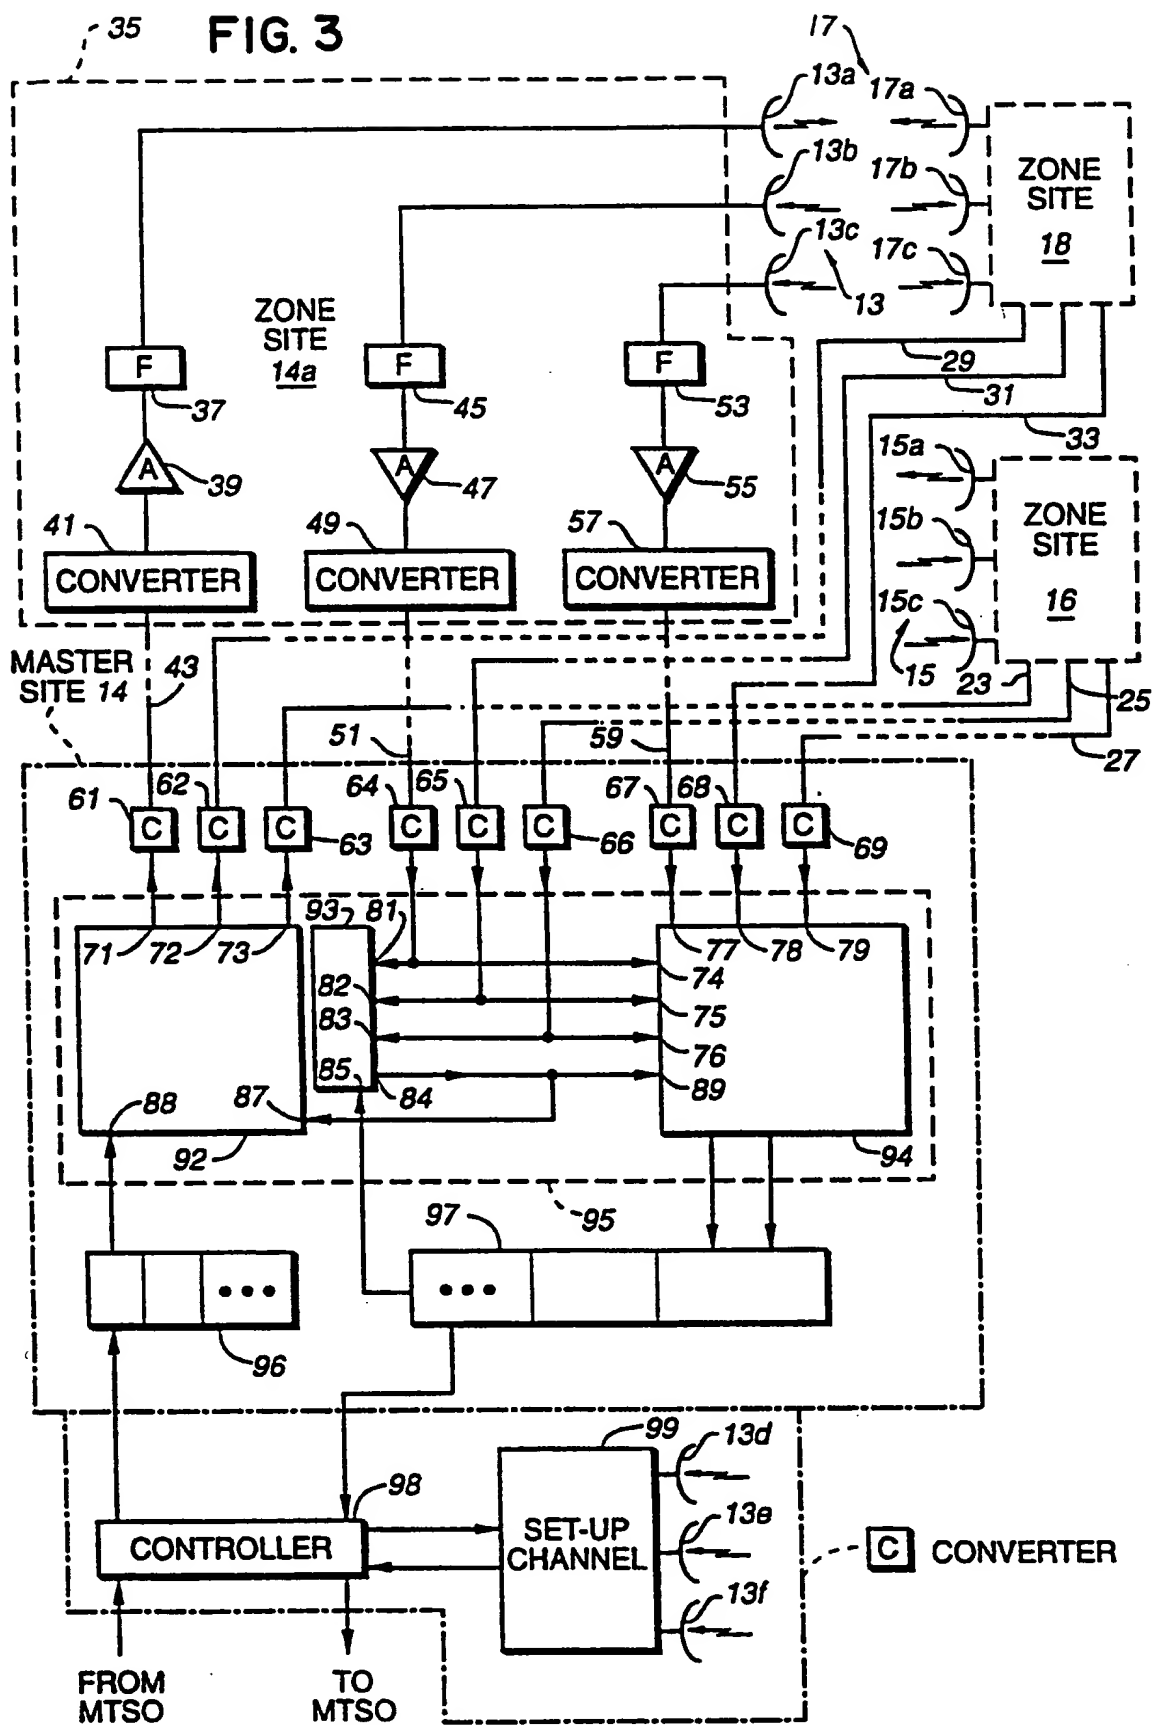 35
FIG. 3
17
13a
17a
13b
17b
ZONE
SITE
18
13c
17c
13
ZONE
SITE
14a
F
F
F
29
37
45
53
31
33
A
39
A
47
A
55
15a
41
49
57
15b
ZONE
SITE
16
CONVERTER
CONVERTER
CONVERTER
15c
MASTER
SITE 14
43
15
23
25
51
59
27
61
62
64
65
67
68
C
C
C
C
C
C
C
C
C
63
66
69
93
81
71
72
73
77
78
79
74
82
75
83
76
85
84
89
88
87
92
94
97
95
•••
•••
96
99
13d
98
13e
CONTROLLER
SET-UP
CHANNEL
C CONVERTER
13f
FROM
MTSO
TO
MTSO